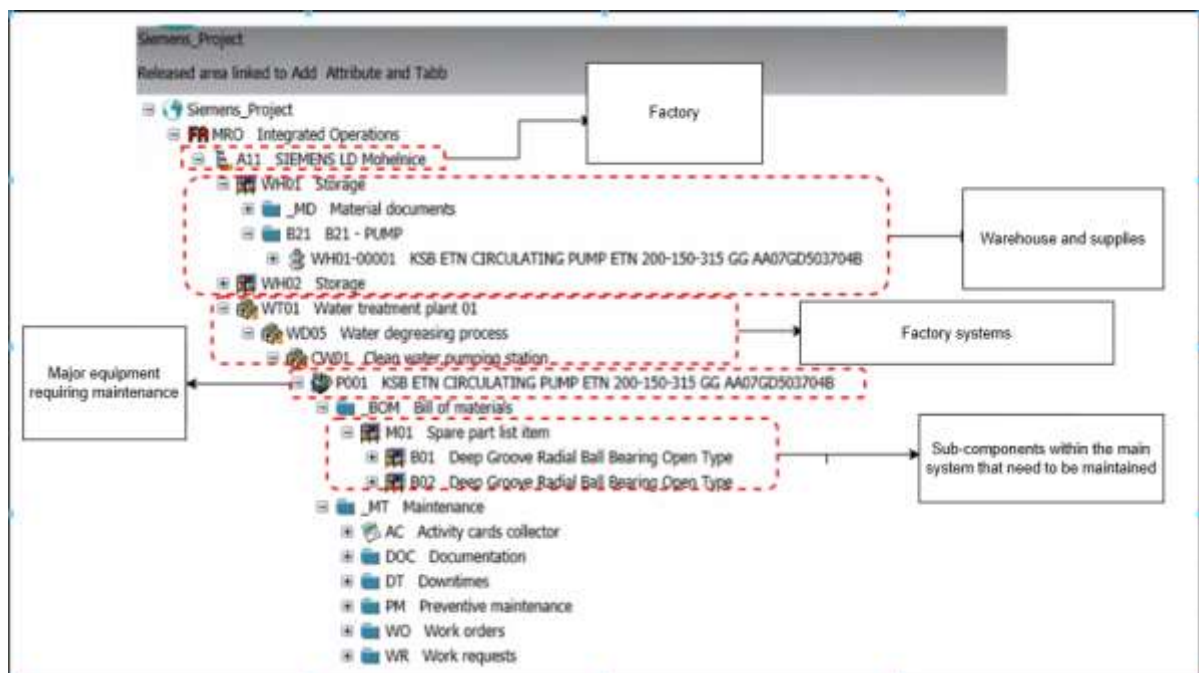 Siemens_Project
Released area linked to Add Attribute and Tabb
Siemens_Project
Factory
MRO Integrated Operations
A11 SIEMENS LD Mohelnice
WH01 Storage
_MD Material documents
B21 B21 - PUMP
Warehouse and supplies
WH01-00001 KSB ETN CIRCULATING PUMP ETN 200-150-315 GG AA07GD503704B
WH02 Storage
WT01 Water treatment plant 01
WD05 Water degreasing process
Factory systems
CW01 Clean water pumping station
Major equipment
requiring maintenance
P001 KSB ETN CIRCULATING PUMP ETN 200-150-315 GG AA07GD503704B
_BOM Bill of materials
M01 Spare part list item
B01 Deep Groove Radial Ball Bearing Open Type
B02 Deep Groove Radial Ball Bearing Open Type
Sub-components within the main
system that need to be maintained
_MT Maintenance
AC Activity cards collector
DOC Documentation
DT Downtimes
PM Preventive maintenance
WO Work orders
WR Work requests